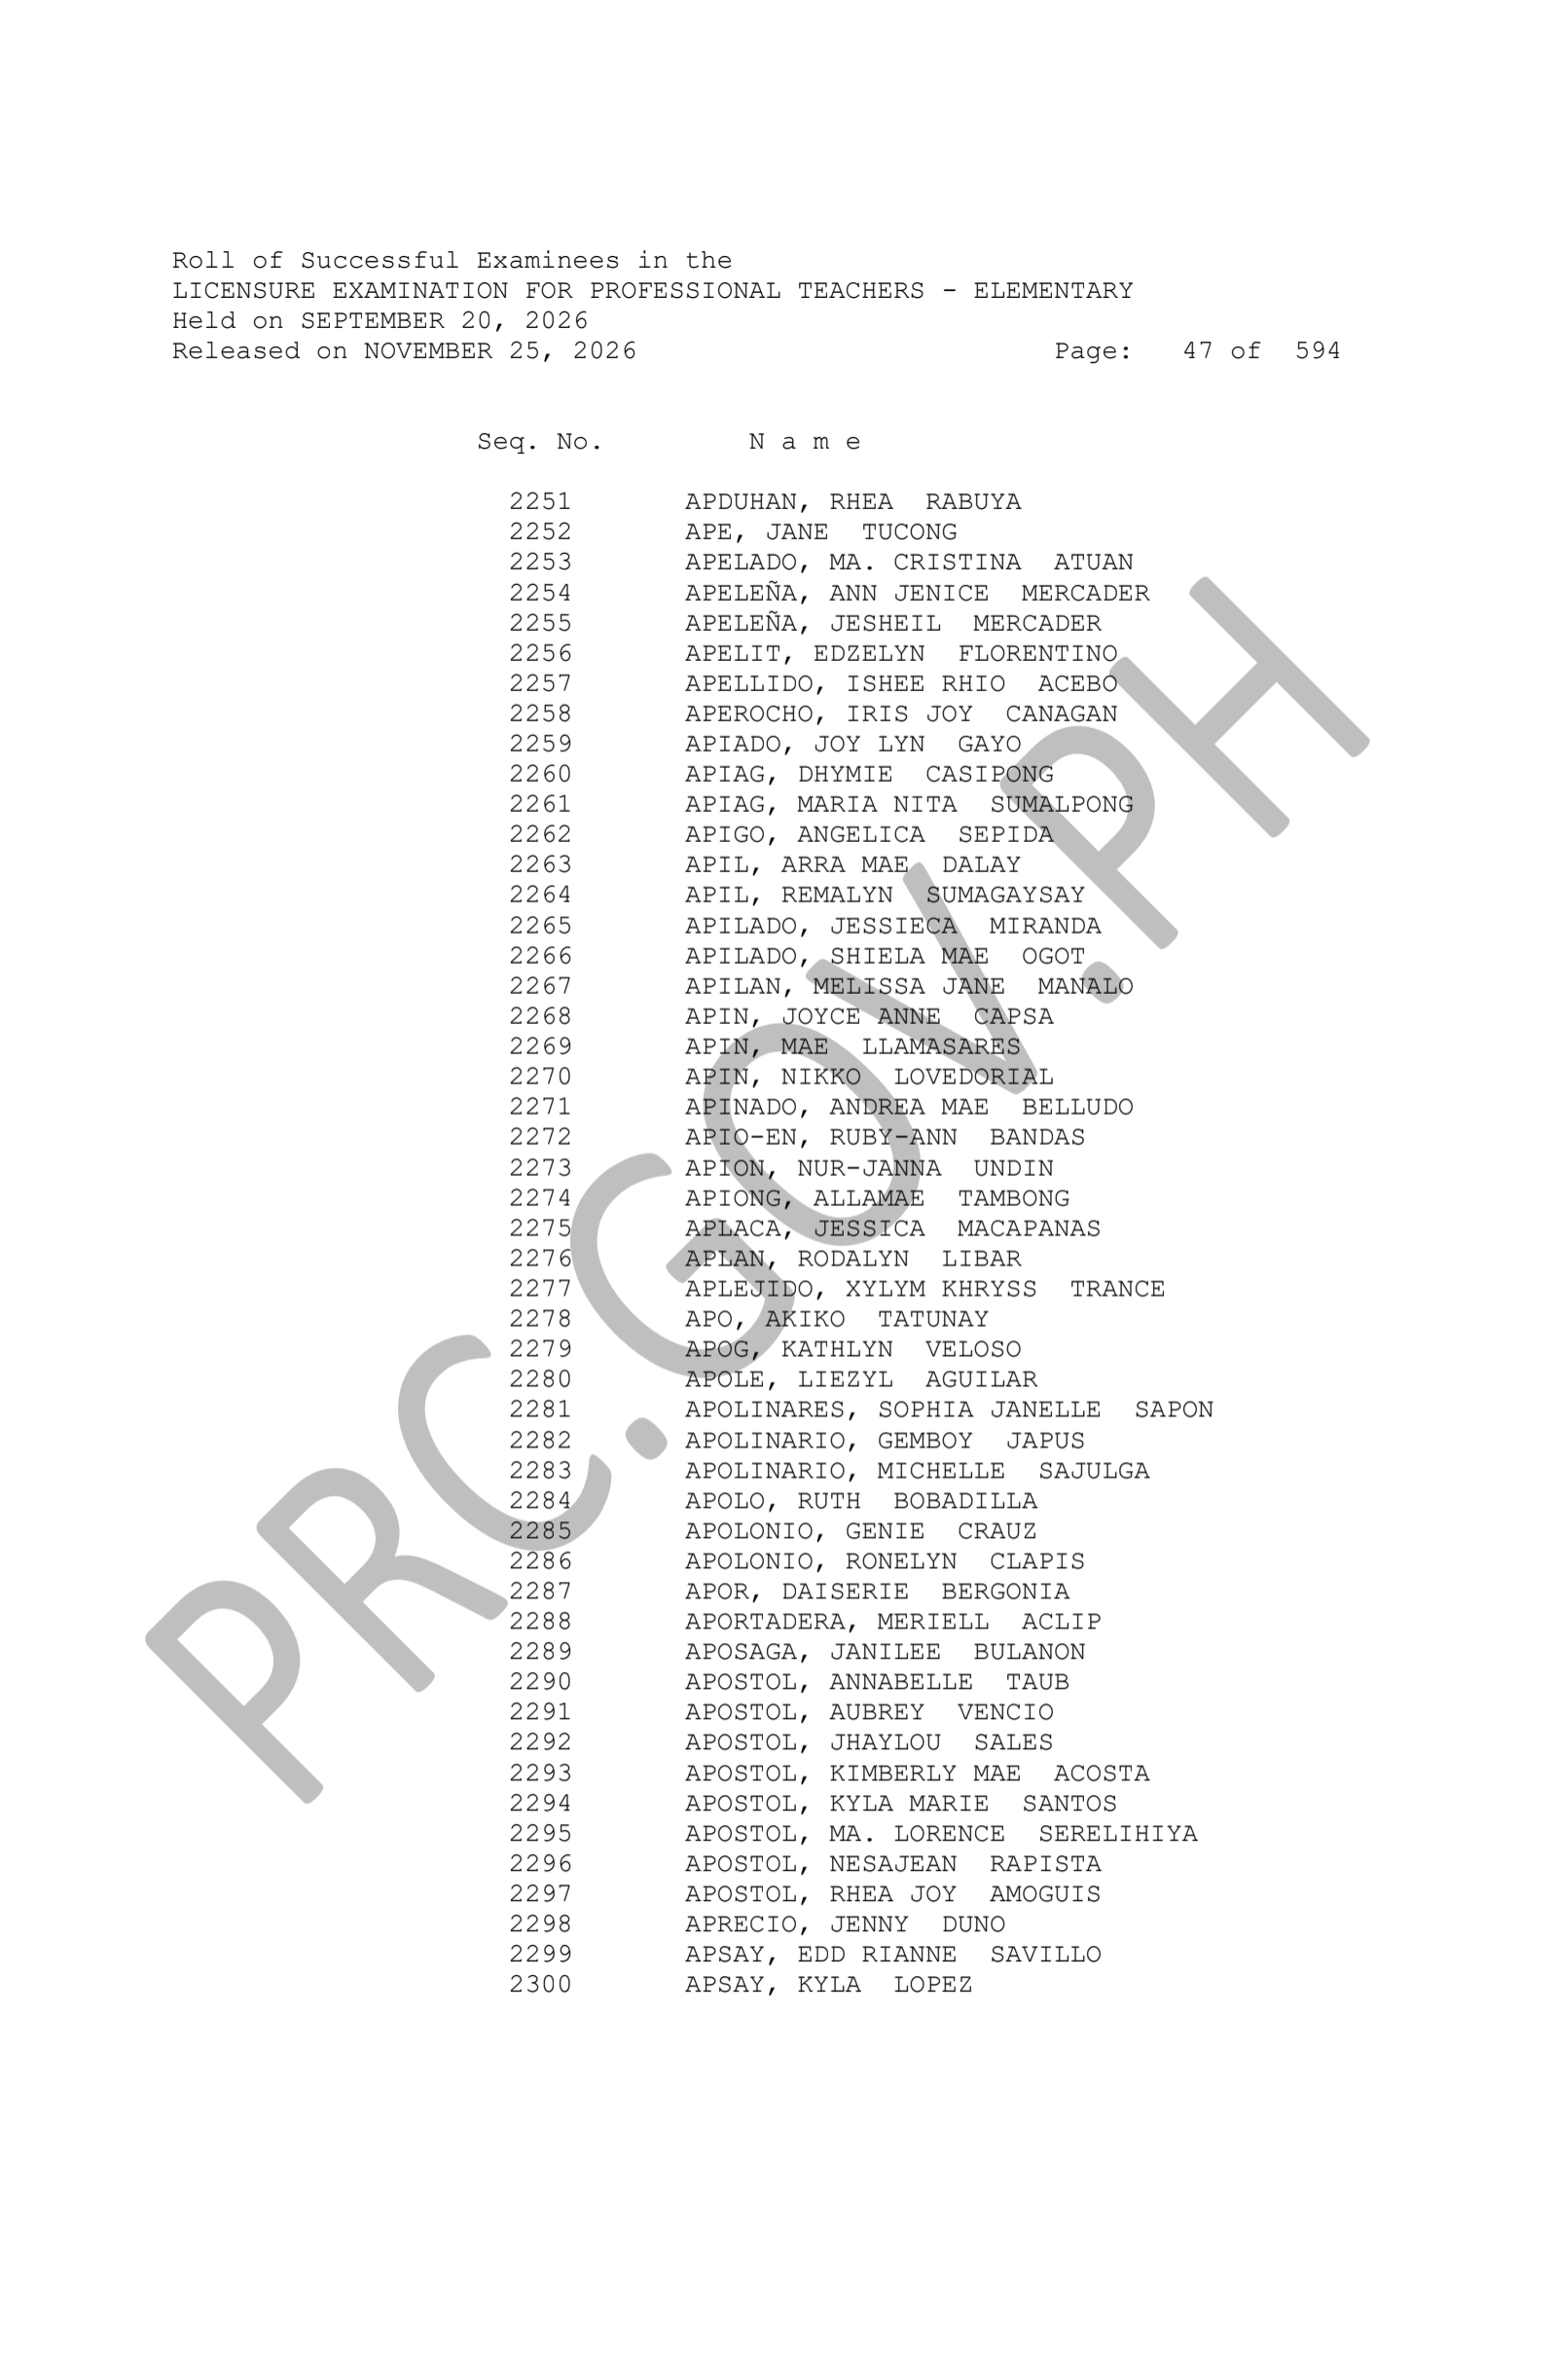 Roll of Successful Examinees in the
LICENSURE EXAMINATION FOR PROFESSIONAL TEACHERS - ELEMENTARY
Held on SEPTEMBER 20, 2026
Released on NOVEMBER 25, 2026 Page: 47 of 594
Seq. No. N a m e
2251 APDUHAN, RHEA RABUYA
2252 APE, JANE TUCONG
2253 APELADO, MA. CRISTINA ATUAN
2254 APELEÑA, ANN JENICE MERCADER
2255 APELEÑA, JESHEIL MERCADER
2256 APELIT, EDZELYN FLORENTINO
2257 APELLIDO, ISHEE RHIO ACEBO
2258 APEROCHO, IRIS JOY CANAGAN
2259 APIADO, JOY LYN GAYO
2260 APIAG, DHYMIE CASIPONG
2261 APIAG, MARIA NITA SUMALPONG
2262 APIGO, ANGELICA SEPIDA
2263 APIL, ARRA MAE DALAY
2264 APIL, REMALYN SUMAGAYSAY
2265 APILADO, JESSIECA MIRANDA
2266 APILADO, SHIELA MAE OGOT
2267 APILAN, MELISSA JANE MANALO
2268 APIN, JOYCE ANNE CAPSA
2269 APIN, MAE LLAMASARES
2270 APIN, NIKKO LOVEDORIAL
2271 APINADO, ANDREA MAE BELLUDO
2272 APIO-EN, RUBY-ANN BANDAS
2273 APION, NUR-JANNA UNDIN
2274 APIONG, ALLAMAE TAMBONG
2275 APLACA, JESSICA MACAPANAS
2276 APLAN, RODALYN LIBAR
2277 APLEJIDO, XYLYM KHRYSS TRANCE
2278 APO, AKIKO TATUNAY
2279 APOG, KATHLYN VELOSO
2280 APOLE, LIEZYL AGUILAR
2281 APOLINARES, SOPHIA JANELLE SAPON
2282 APOLINARIO, GEMBOY JAPUS
2283 APOLINARIO, MICHELLE SAJULGA
2284 APOLO, RUTH BOBADILLA
2285 APOLONIO, GENIE CRAUZ
2286 APOLONIO, RONELYN CLAPIS
2287 APOR, DAISERIE BERGONIA
2288 APORTADERA, MERIELL ACLIP
2289 APOSAGA, JANILEE BULANON
2290 APOSTOL, ANNABELLE TAUB
2291 APOSTOL, AUBREY VENCIO
2292 APOSTOL, JHAYLOU SALES
2293 APOSTOL, KIMBERLY MAE ACOSTA
2294 APOSTOL, KYLA MARIE SANTOS
2295 APOSTOL, MA. LORENCE SERELIHIYA
2296 APOSTOL, NESAJEAN RAPISTA
2297 APOSTOL, RHEA JOY AMOGUIS
2298 APRECIO, JENNY DUNO
2299 APSAY, EDD RIANNE SAVILLO
2300 APSAY, KYLA LOPEZ
PRC.GOV.PH